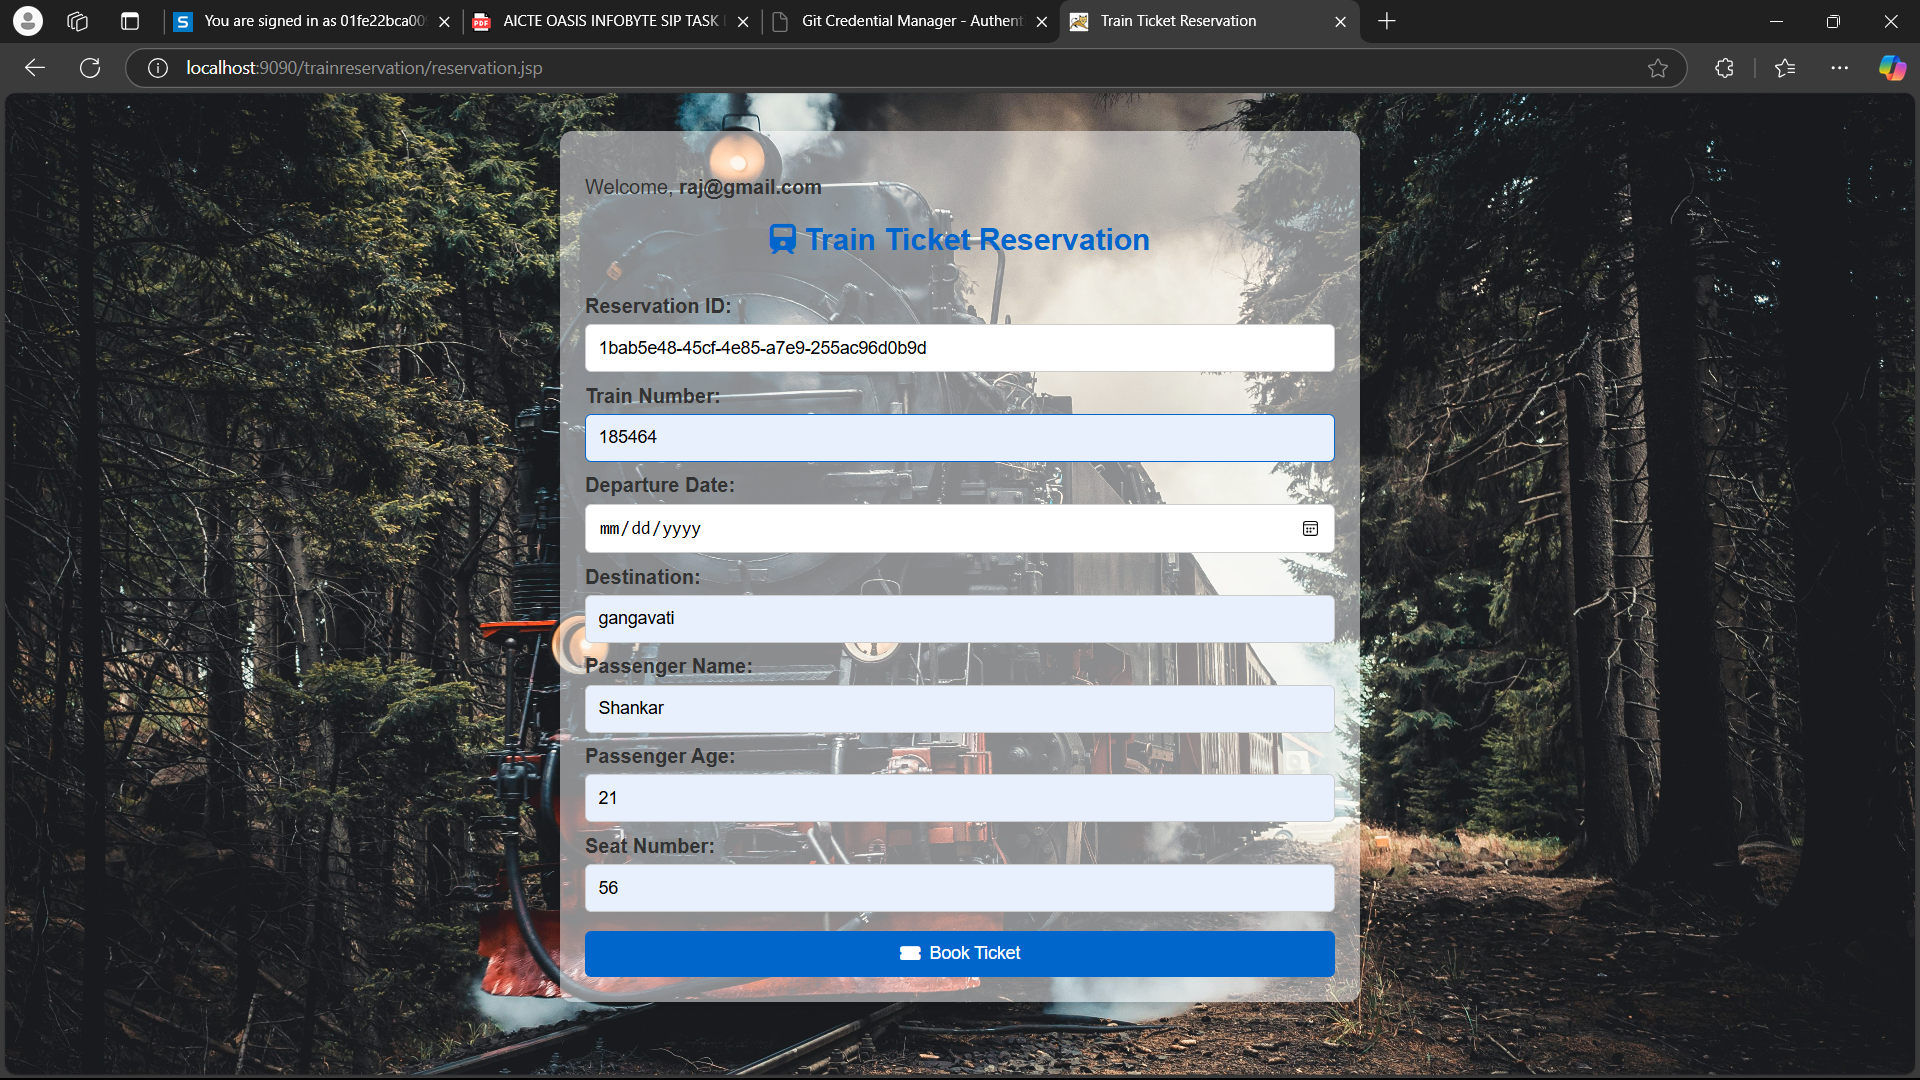 You are signed in as 01fe22bca00
AICTE OASIS INFOBYTE SIP TASK
Git Credential Manager - Authent
Train Ticket Reservation
localhost:9090/trainreservation/reservation.jsp
Welcome, raj@gmail.com
Train Ticket Reservation
Reservation ID:
1bab5e48-45cf-4e85-a7e9-255ac96d0b9d
Train Number:
185464
Departure Date:
mm/dd/yyyy
Destination:
gangavati
Passenger Name:
Shankar
Passenger Age:
21
Seat Number:
56
Book Ticket